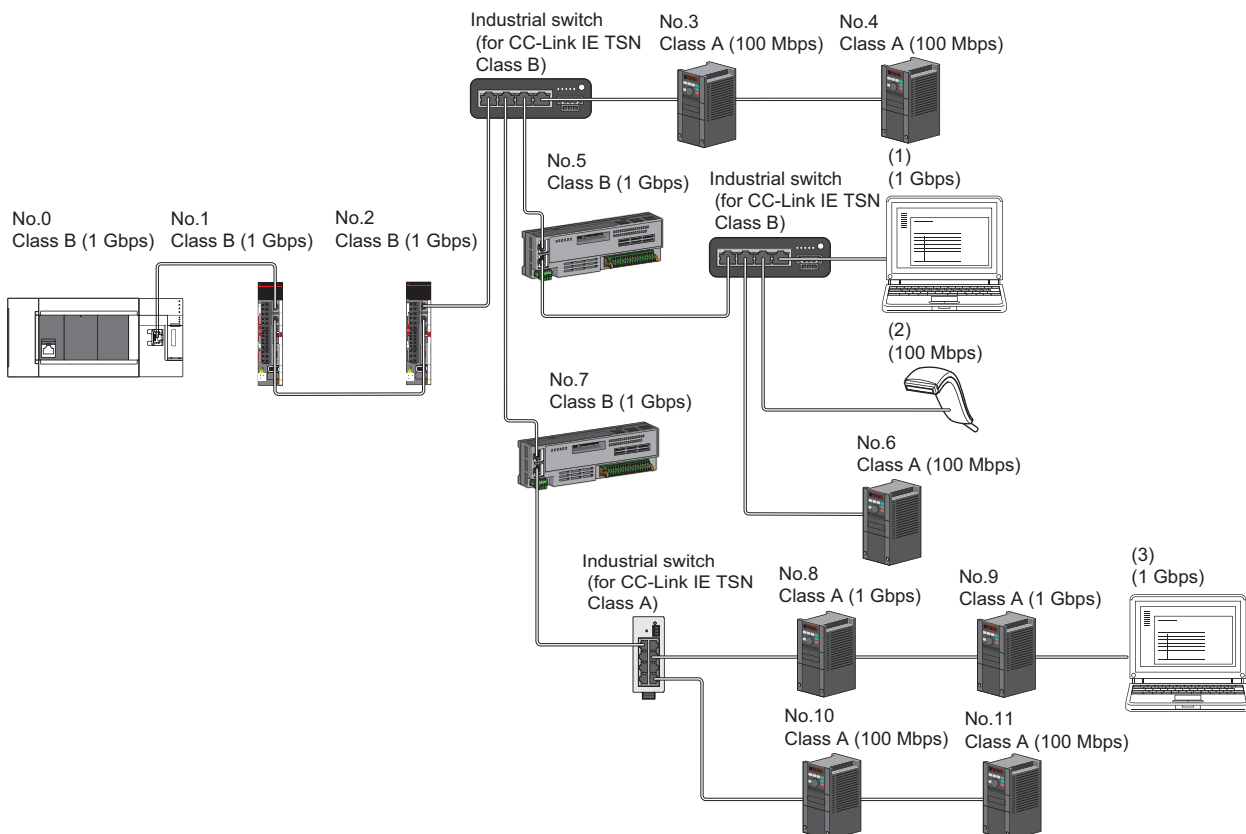 Industrial switch
(for CC-Link IE TSN
Class B)
No.3
Class A (100 Mbps)
No.4
Class A (100 Mbps)
No.5
Class B (1 Gbps)
Industrial switch
(for CC-Link IE TSN
Class B)
(1)
(1 Gbps)
No.0
Class B (1 Gbps)
No.1
Class B (1 Gbps)
No.2
Class B (1 Gbps)
(2)
(100 Mbps)
No.7
Class B (1 Gbps)
No.6
Class A (100 Mbps)
Industrial switch
(for CC-Link IE TSN
Class A)
No.8
Class A (1 Gbps)
No.9
Class A (1 Gbps)
(3)
(1 Gbps)
No.10
Class A (100 Mbps)
No.11
Class A (100 Mbps)